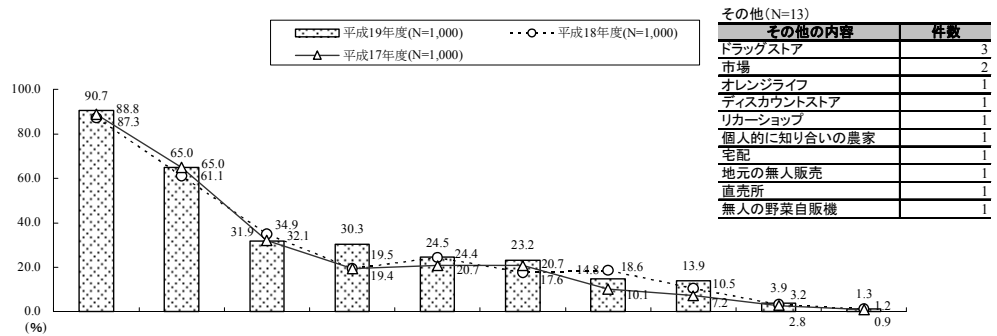 その他(N=13)
その他の内容 件数
ドラッグストア 3
市場 2
オレンジライフ 1
ディスカウントストア 1
リカーショップ 1
個人的に知り合いの農家 1
宅配 1
地元の無人販売 1
直売所 1
無人の野菜自販機 1
平成19年度(N=1,000) 平成18年度(N=1,000)
平成17年度(N=1,000)
100.0
80.0
60.0
40.0
20.0
0.0
(%)
90.7 88.8 87.3
65.0 65.0 61.1
31.9 34.9 32.1
30.3 19.5 19.4
24.5 24.4 20.7
23.2 20.7 17.6
14.8 18.6 10.1
13.9 10.5 7.2
3.9 3.2 2.8
1.3 1.2 0.9